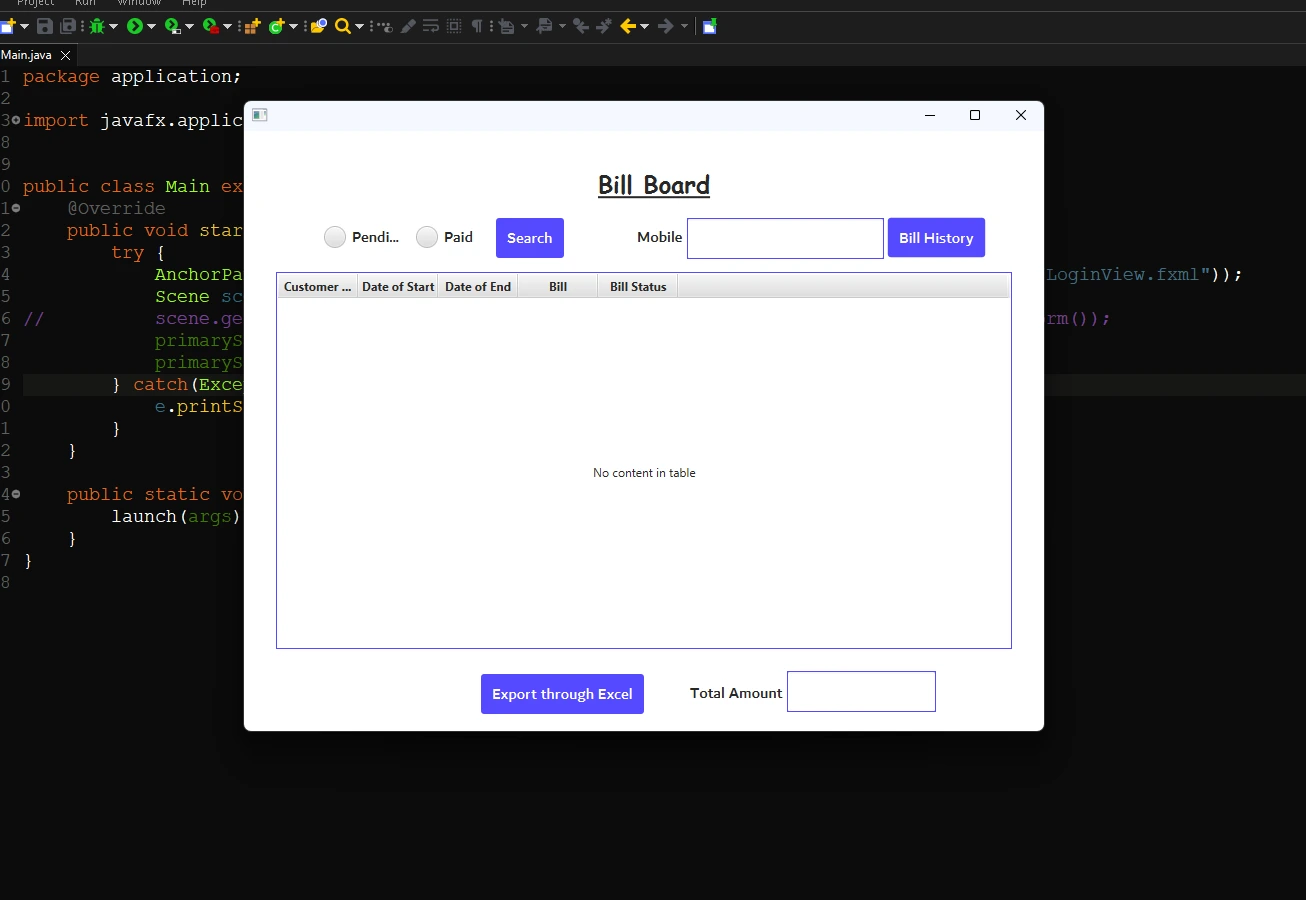 Project Run Window Help
Main.java
1 package application;
2
3 import javafx.applic
8
9
0 public class Main ex
1 @Override
2 public void star
3 try {
4 AnchorPa LoginView.fxml"));
5 Scene sc
6 // scene.ge rm());
7 primaryS
8 primaryS
9 } catch(Exce
0 e.printS
1 }
2 }
3
4 public static vo
5 launch(args)
6 }
7 }
8
Bill Board
Pendi... Paid Search Mobile Bill History
Customer ... Date of Start Date of End Bill Bill Status
No content in table
Export through Excel Total Amount